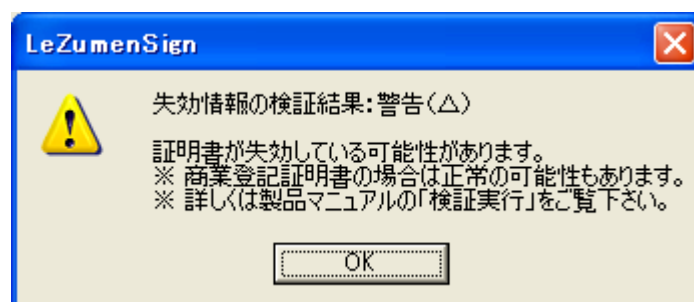 LeZumenSign
失効情報の検証結果：警告（△）
証明書が失効している可能性があります。
※ 商業登記証明書の場合は正常の可能性もあります。
※ 詳しくは製品マニュアルの「検証実行」をご覧下さい。
OK